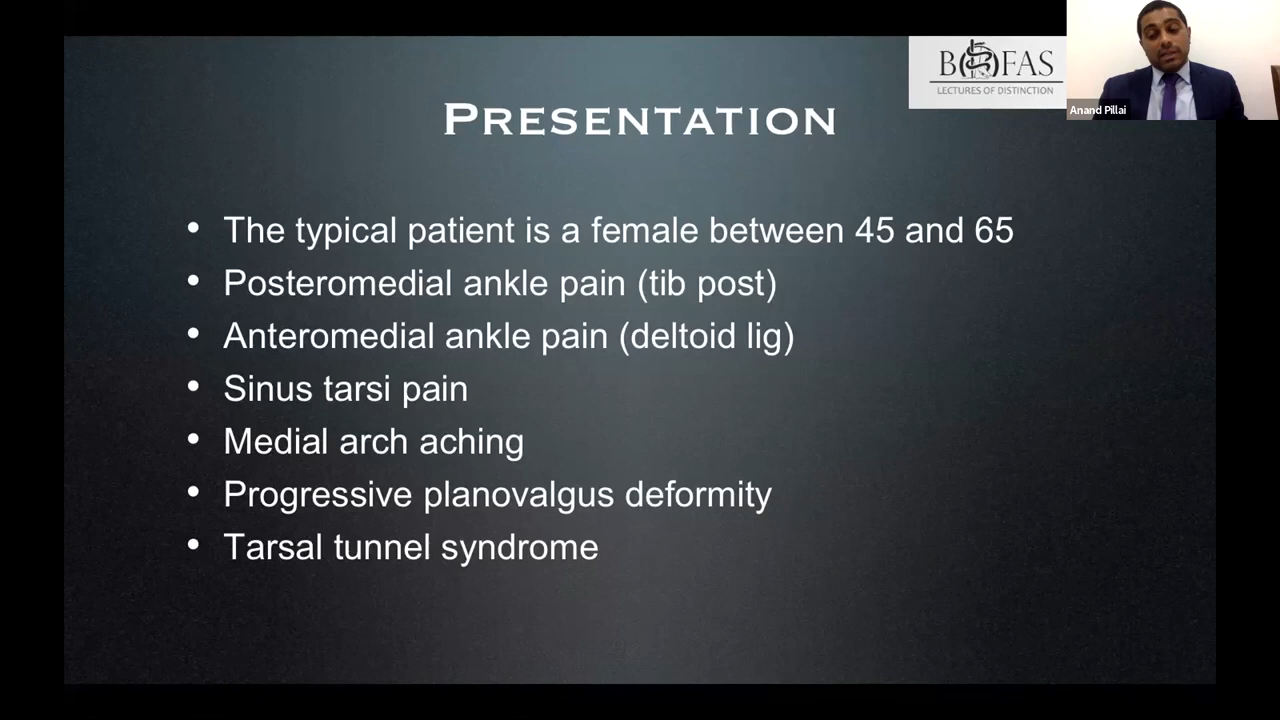 BOFAS
LECTURES OF DISTINCTION
Anand Pillai
PRESENTATION
• The typical patient is a female between 45 and 65
• Posteromedial ankle pain (tib post)
• Anteromedial ankle pain (deltoid lig)
• Sinus tarsi pain
• Medial arch aching
• Progressive planovalgus deformity
• Tarsal tunnel syndrome